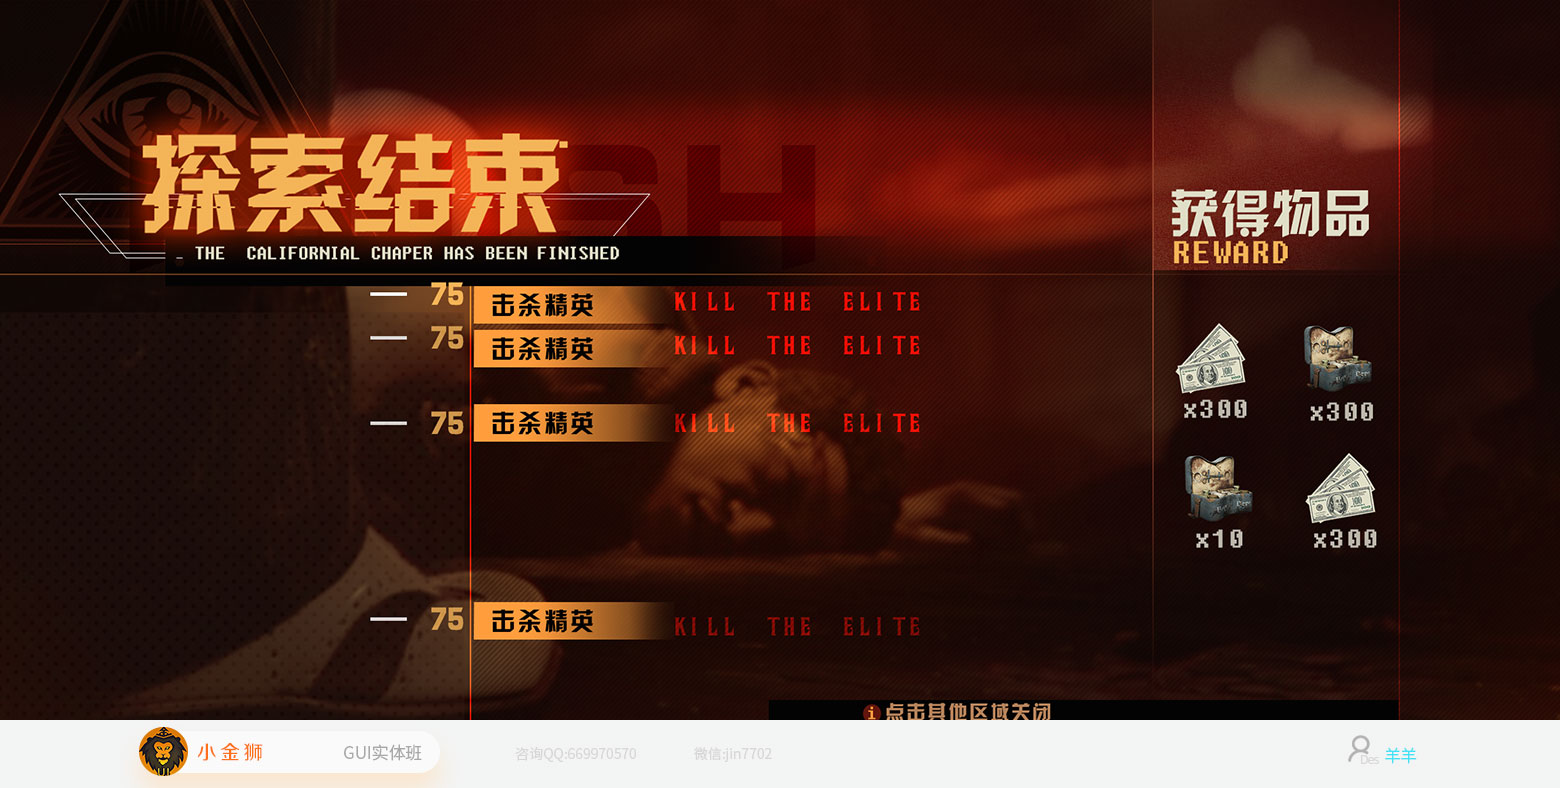 探索结束
_ THE CALIFORNIAL CHAPER HAS BEEN FINISHED
获得物品
REWARD
75 击杀精英 KILL THE ELITE
75 击杀精英 KILL THE ELITE
75 击杀精英 KILL THE ELITE
75 击杀精英 KILL THE ELITE
x300
x300
x10
x300
i 点击其他区域关闭
小金狮 GUI实体班 咨询QQ:669970570 微信:jin7702 Des 羊羊